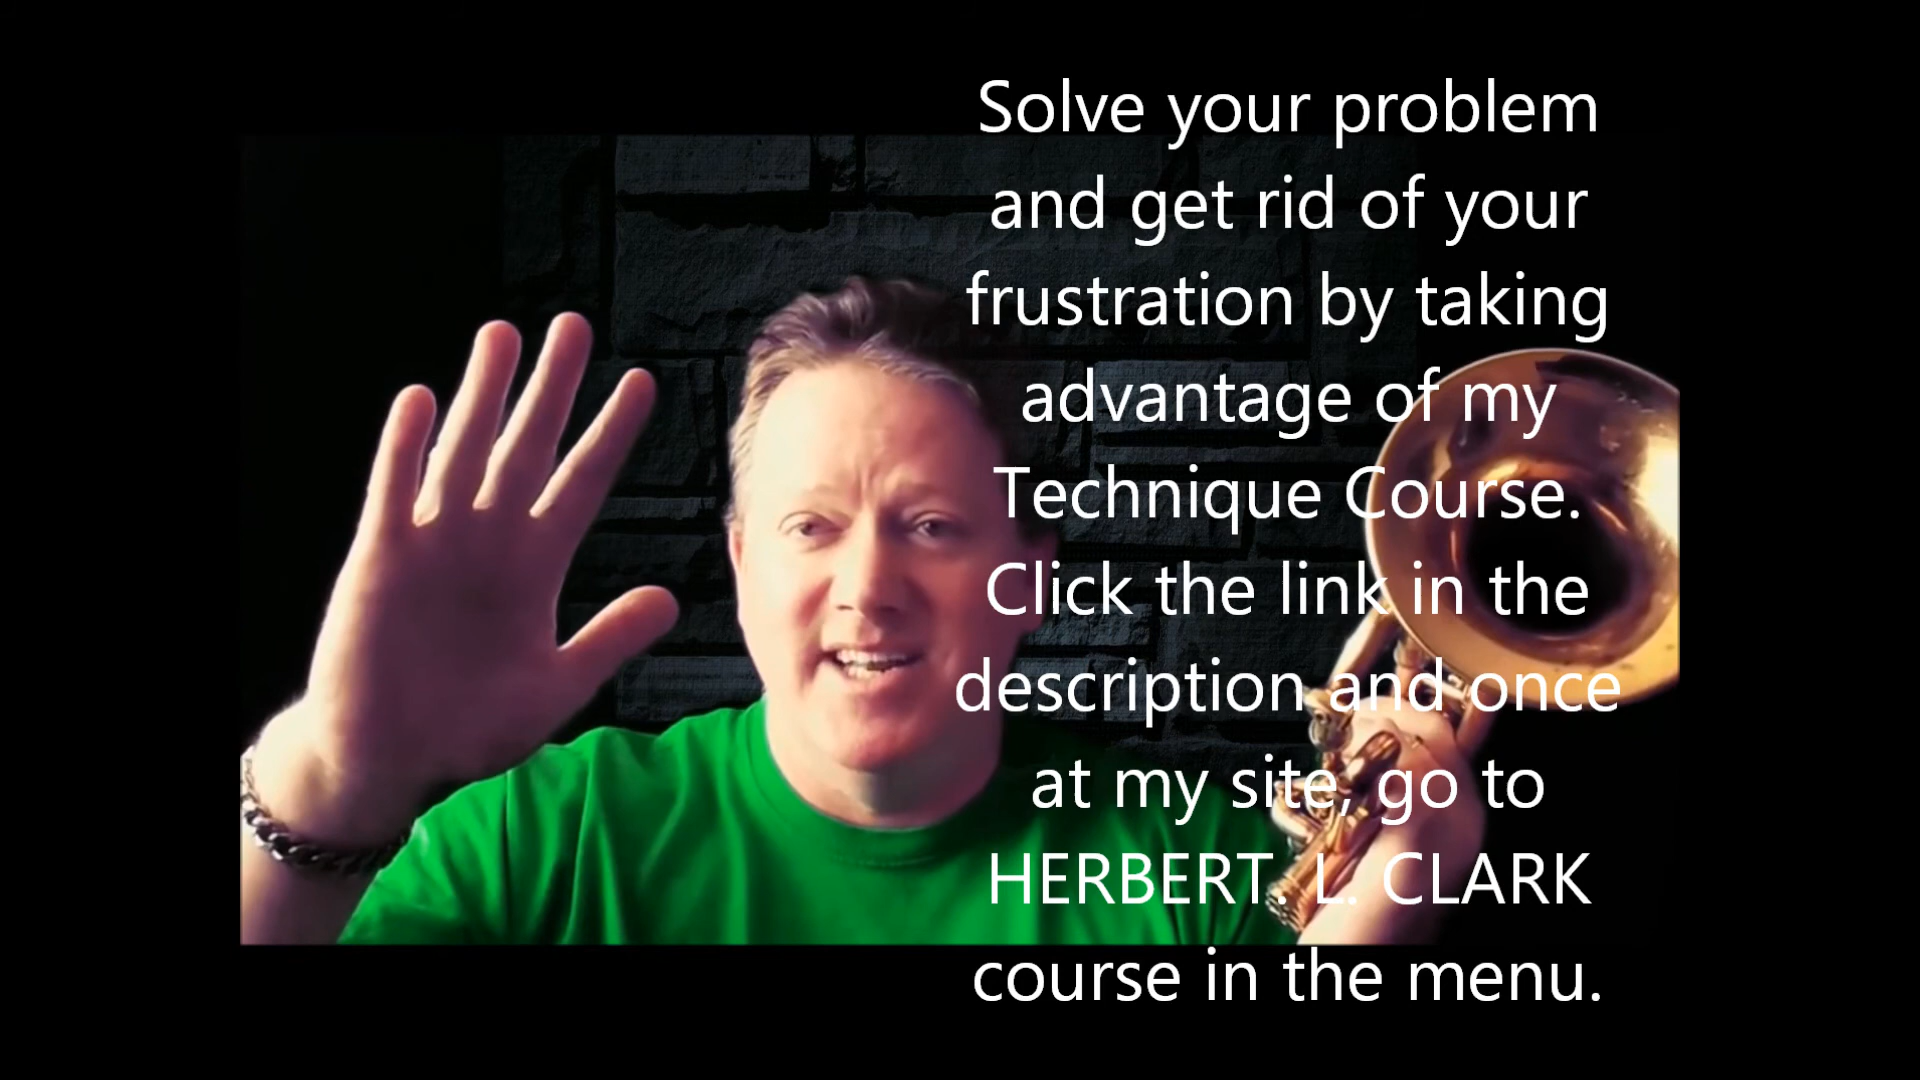 Solve your problem
and get rid of your
frustration by taking
advantage of my
Technique Course.
Click the link in the
description and once
at my site, go to
HERBERT. L. CLARK
course in the menu.